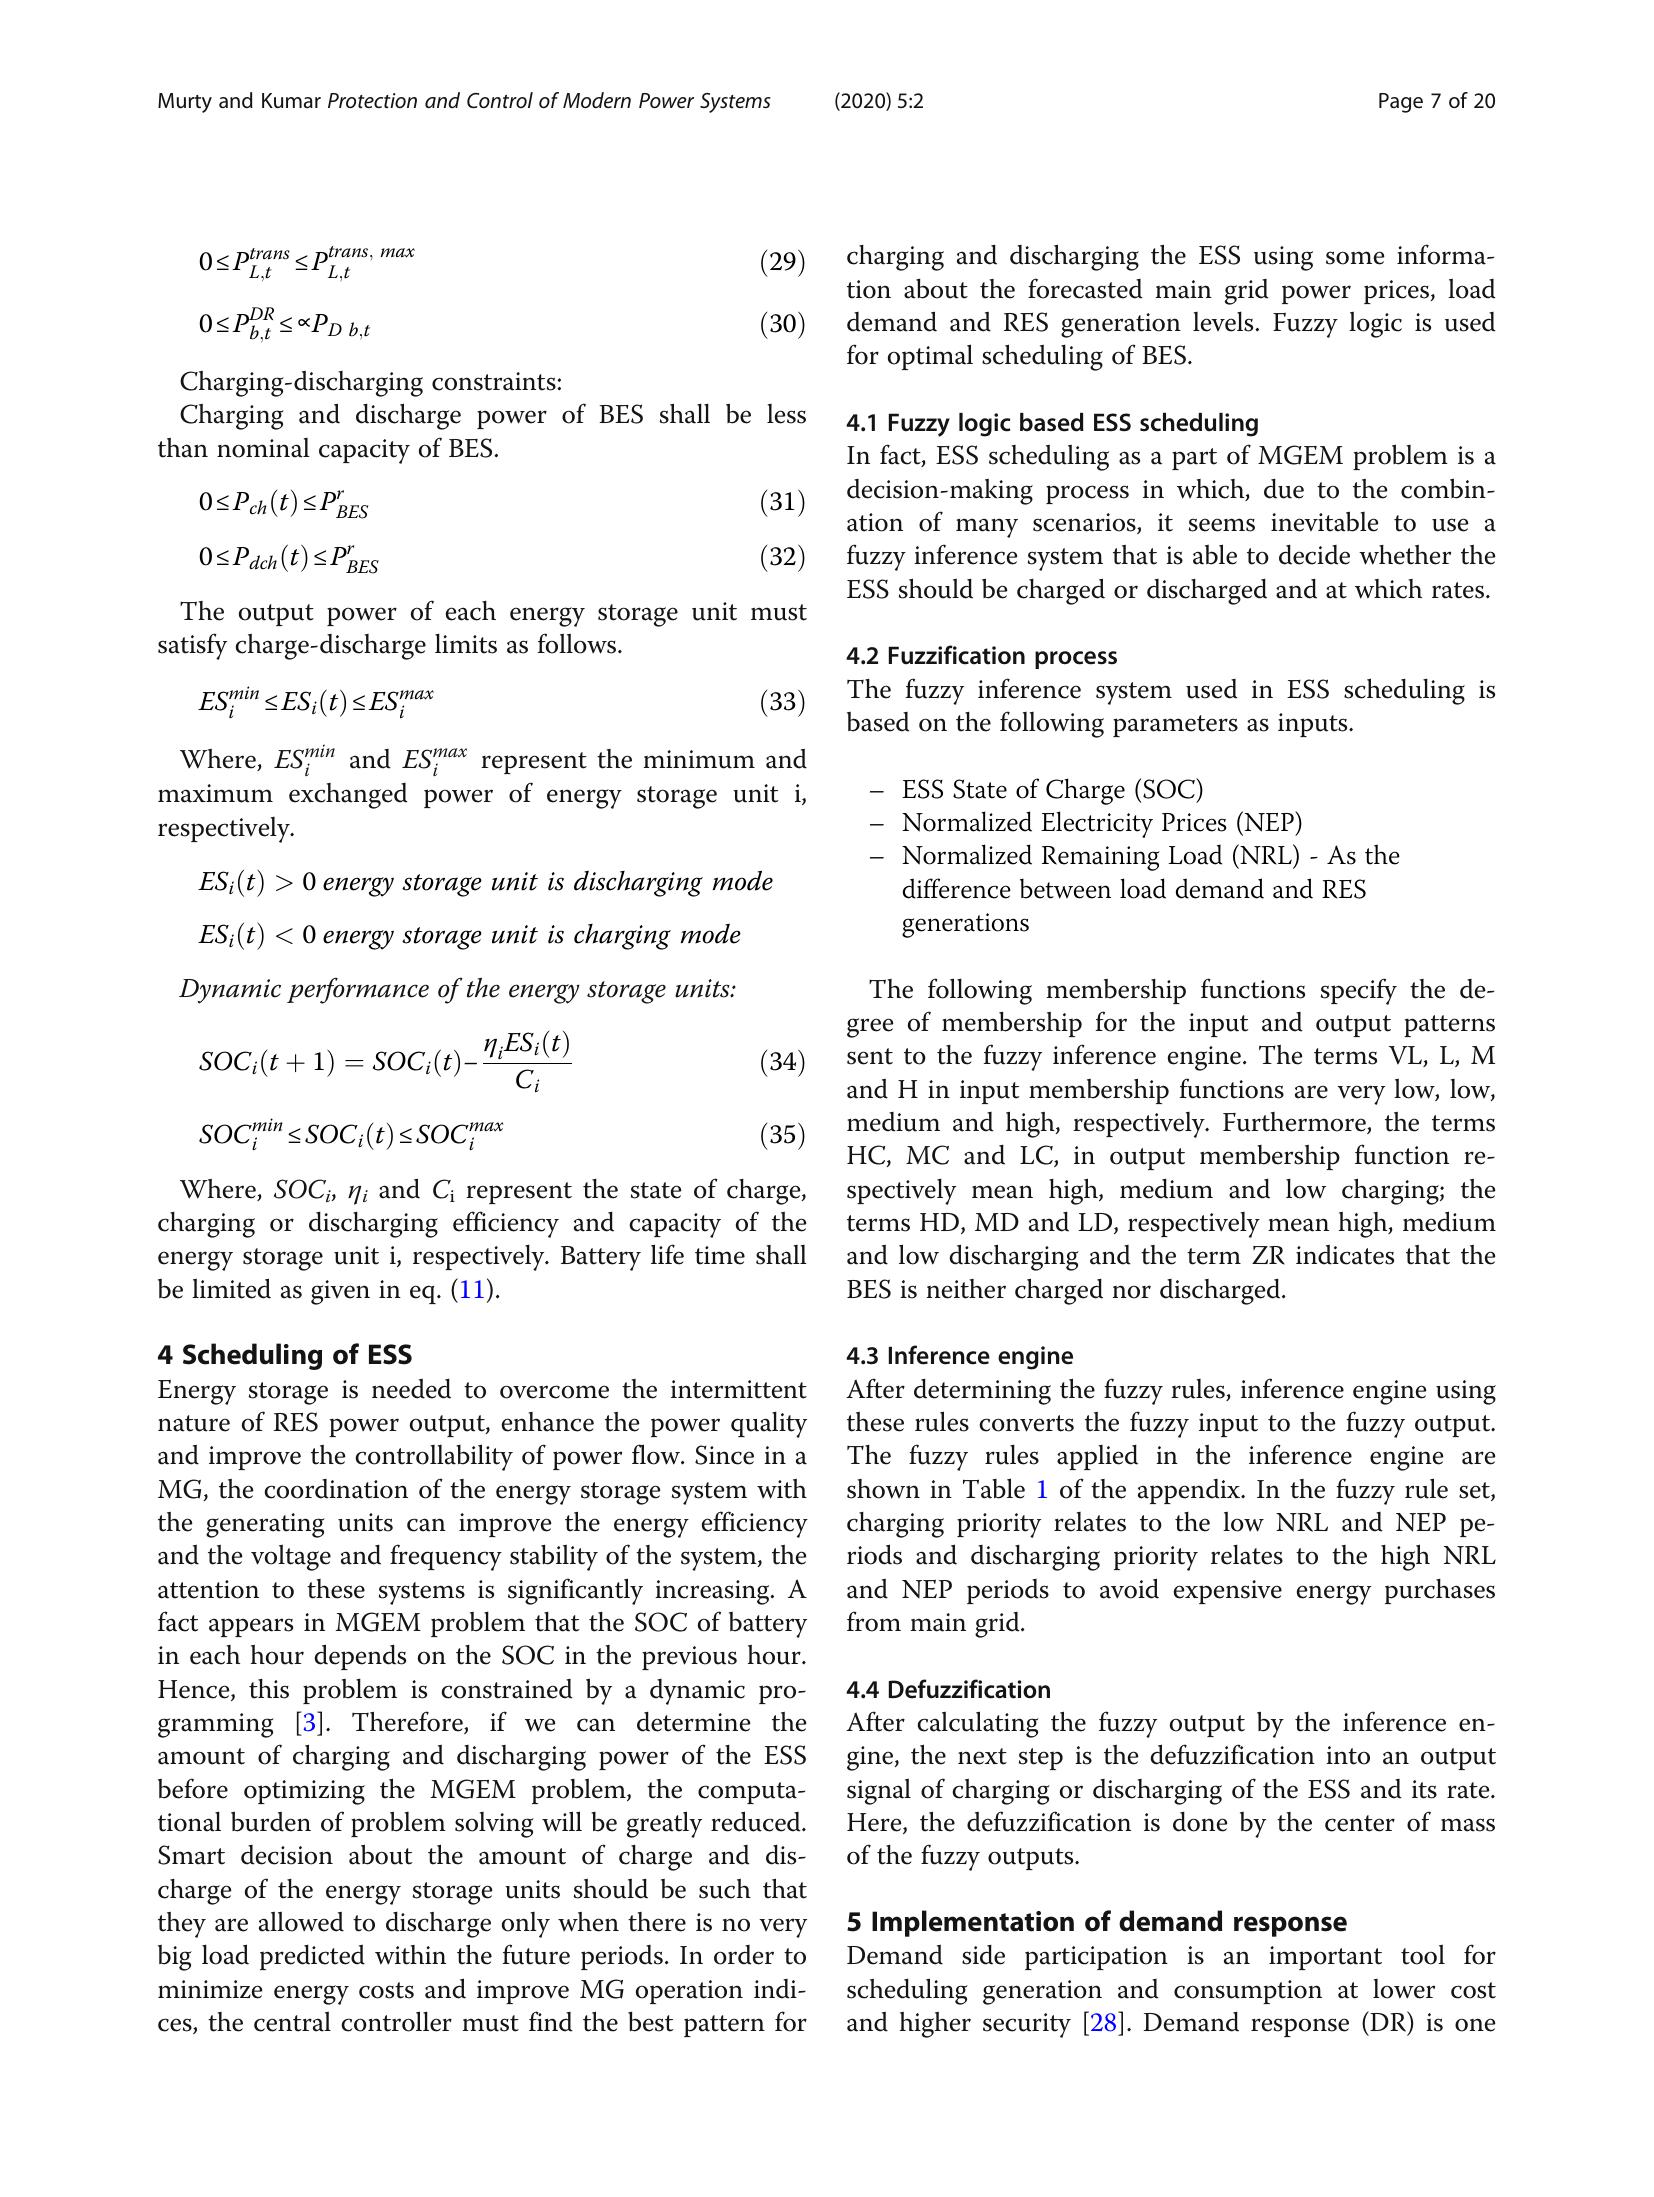 Murty and Kumar Protection and Control of Modern Power Systems (2020) 5:2 Page 7 of 20
0≤P_{L,t}^{trans}≤P_{L,t}^{trans, max} (29)
0≤P_{b,t}^{DR}≤∝P_{D b,t} (30)
Charging-discharging constraints:
Charging and discharge power of BES shall be less
than nominal capacity of BES.
0≤P_{ch}(t)≤P_{BES}^{r} (31)
0≤P_{dch}(t)≤P_{BES}^{r} (32)
The output power of each energy storage unit must
satisfy charge-discharge limits as follows.
ES_i^{min}≤ES_i(t)≤ES_i^{max} (33)
Where, ES_i^{min} and ES_i^{max} represent the minimum and
maximum exchanged power of energy storage unit i,
respectively.
ES_i(t) > 0 energy storage unit is discharging mode
ES_i(t) < 0 energy storage unit is charging mode
Dynamic performance of the energy storage units:
SOC_i(t + 1) = SOC_i(t)−\frac{η_iES_i(t)}{C_i} (34)
SOC_i^{min}≤SOC_i(t)≤SOC_i^{max} (35)
Where, SOC_i, η_i and C_i represent the state of charge,
charging or discharging efficiency and capacity of the
energy storage unit i, respectively. Battery life time shall
be limited as given in eq. (11).
4 Scheduling of ESS
Energy storage is needed to overcome the intermittent
nature of RES power output, enhance the power quality
and improve the controllability of power flow. Since in a
MG, the coordination of the energy storage system with
the generating units can improve the energy efficiency
and the voltage and frequency stability of the system, the
attention to these systems is significantly increasing. A
fact appears in MGEM problem that the SOC of battery
in each hour depends on the SOC in the previous hour.
Hence, this problem is constrained by a dynamic pro-
gramming [3]. Therefore, if we can determine the
amount of charging and discharging power of the ESS
before optimizing the MGEM problem, the computa-
tional burden of problem solving will be greatly reduced.
Smart decision about the amount of charge and dis-
charge of the energy storage units should be such that
they are allowed to discharge only when there is no very
big load predicted within the future periods. In order to
minimize energy costs and improve MG operation indi-
ces, the central controller must find the best pattern for
charging and discharging the ESS using some informa-
tion about the forecasted main grid power prices, load
demand and RES generation levels. Fuzzy logic is used
for optimal scheduling of BES.
4.1 Fuzzy logic based ESS scheduling
In fact, ESS scheduling as a part of MGEM problem is a
decision-making process in which, due to the combin-
ation of many scenarios, it seems inevitable to use a
fuzzy inference system that is able to decide whether the
ESS should be charged or discharged and at which rates.
4.2 Fuzzification process
The fuzzy inference system used in ESS scheduling is
based on the following parameters as inputs.
– ESS State of Charge (SOC)
– Normalized Electricity Prices (NEP)
– Normalized Remaining Load (NRL) - As the
difference between load demand and RES
generations
The following membership functions specify the de-
gree of membership for the input and output patterns
sent to the fuzzy inference engine. The terms VL, L, M
and H in input membership functions are very low, low,
medium and high, respectively. Furthermore, the terms
HC, MC and LC, in output membership function re-
spectively mean high, medium and low charging; the
terms HD, MD and LD, respectively mean high, medium
and low discharging and the term ZR indicates that the
BES is neither charged nor discharged.
4.3 Inference engine
After determining the fuzzy rules, inference engine using
these rules converts the fuzzy input to the fuzzy output.
The fuzzy rules applied in the inference engine are
shown in Table 1 of the appendix. In the fuzzy rule set,
charging priority relates to the low NRL and NEP pe-
riods and discharging priority relates to the high NRL
and NEP periods to avoid expensive energy purchases
from main grid.
4.4 Defuzzification
After calculating the fuzzy output by the inference en-
gine, the next step is the defuzzification into an output
signal of charging or discharging of the ESS and its rate.
Here, the defuzzification is done by the center of mass
of the fuzzy outputs.
5 Implementation of demand response
Demand side participation is an important tool for
scheduling generation and consumption at lower cost
and higher security [28]. Demand response (DR) is one